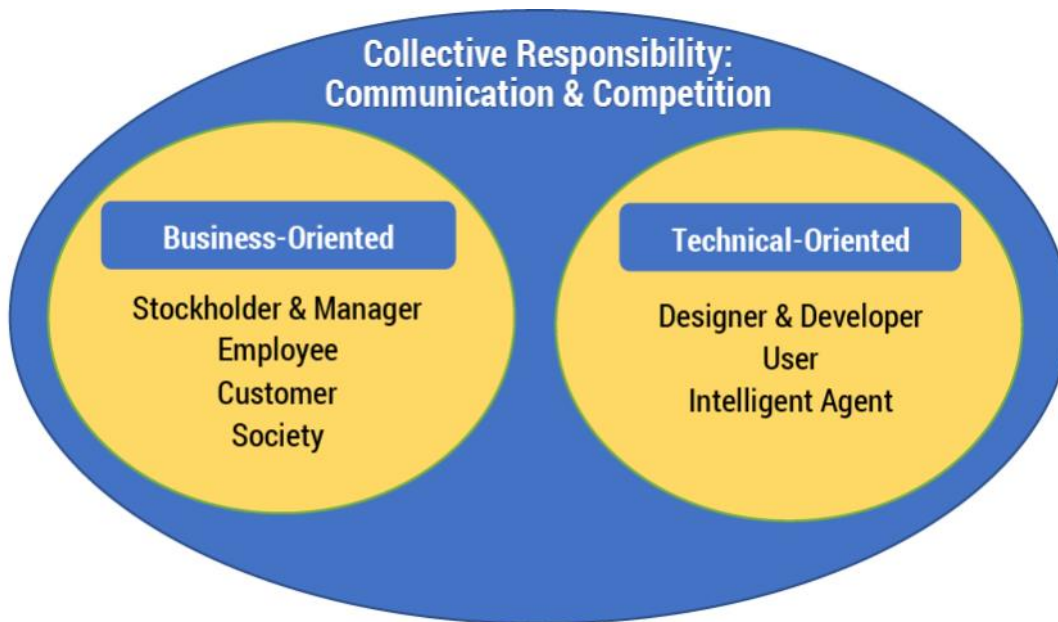 Collective Responsibility:
Communication & Competition
Business-Oriented
Stockholder & Manager
Employee
Customer
Society
Technical-Oriented
Designer & Developer
User
Intelligent Agent